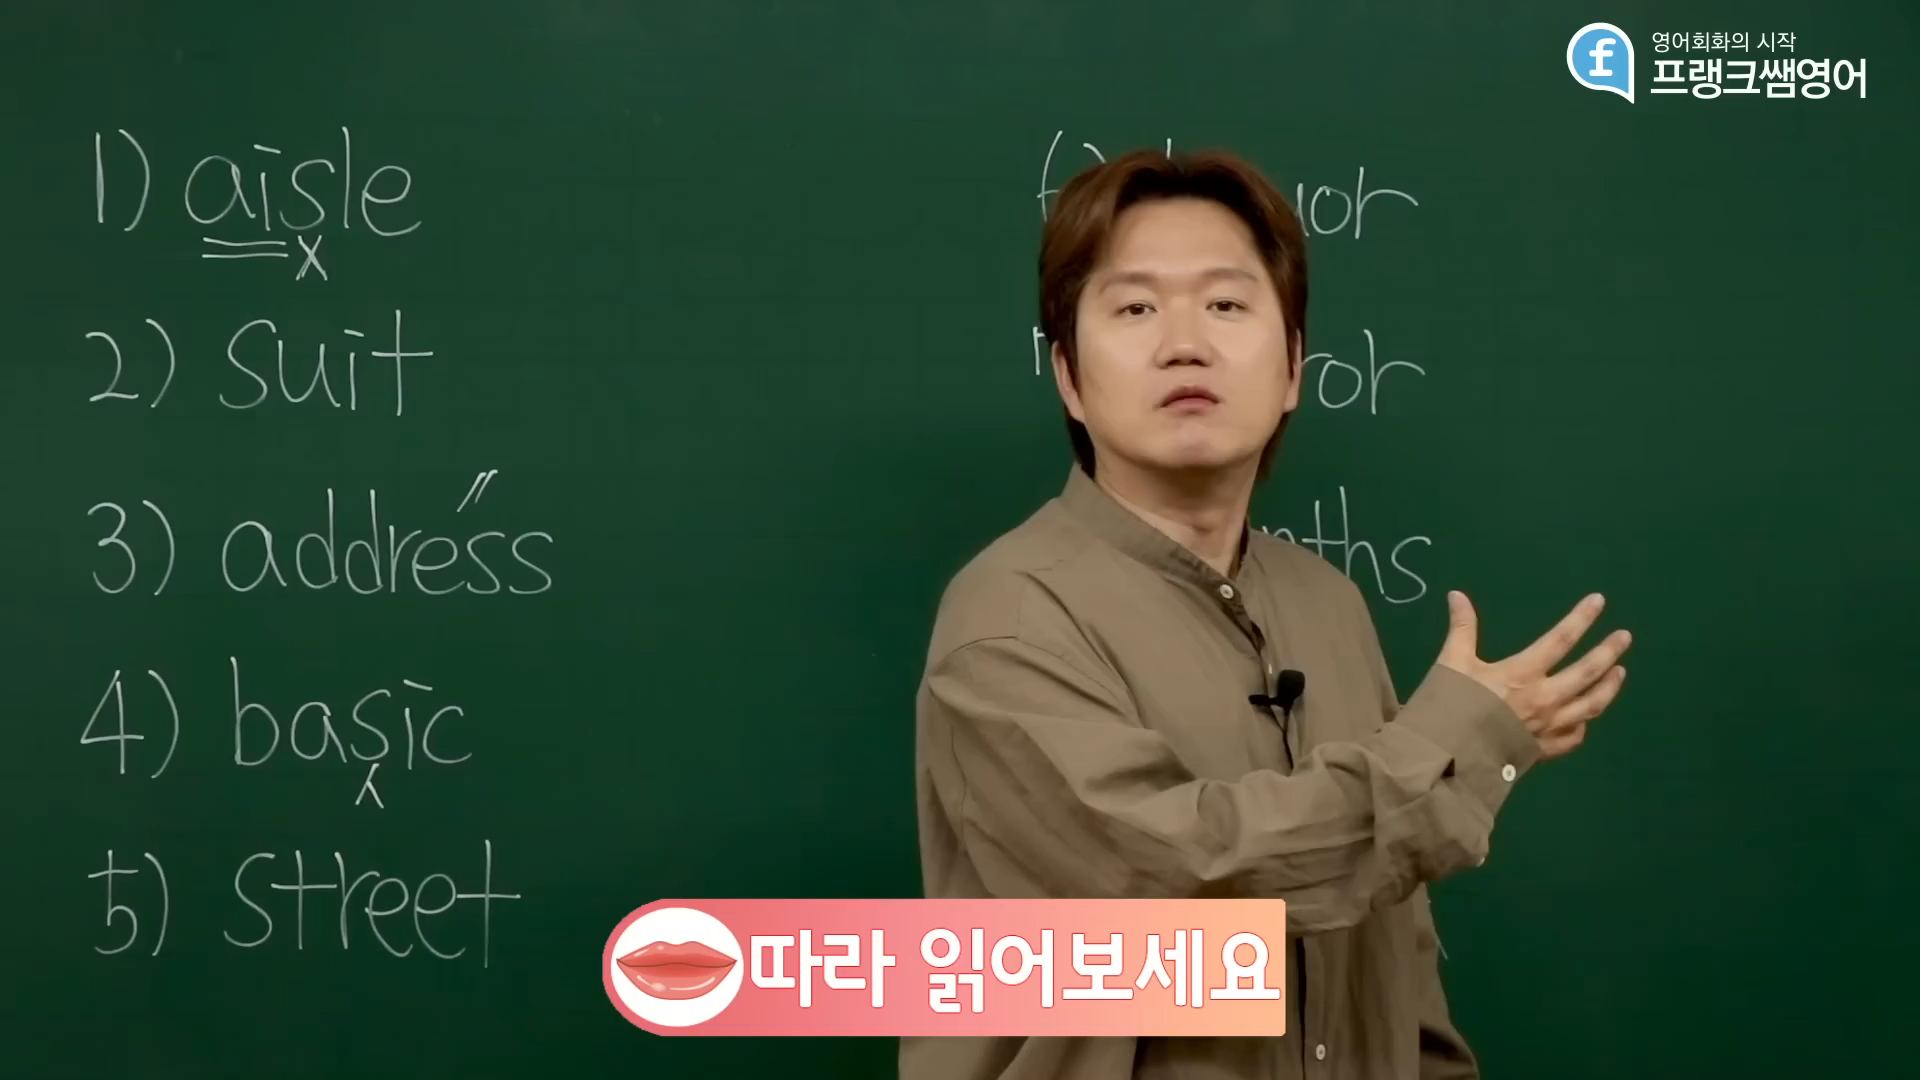 영어회화의 시작
프랭크쌤영어
1) aisle
2) suit
3) address
4) basic
5) street
따라 읽어보세요